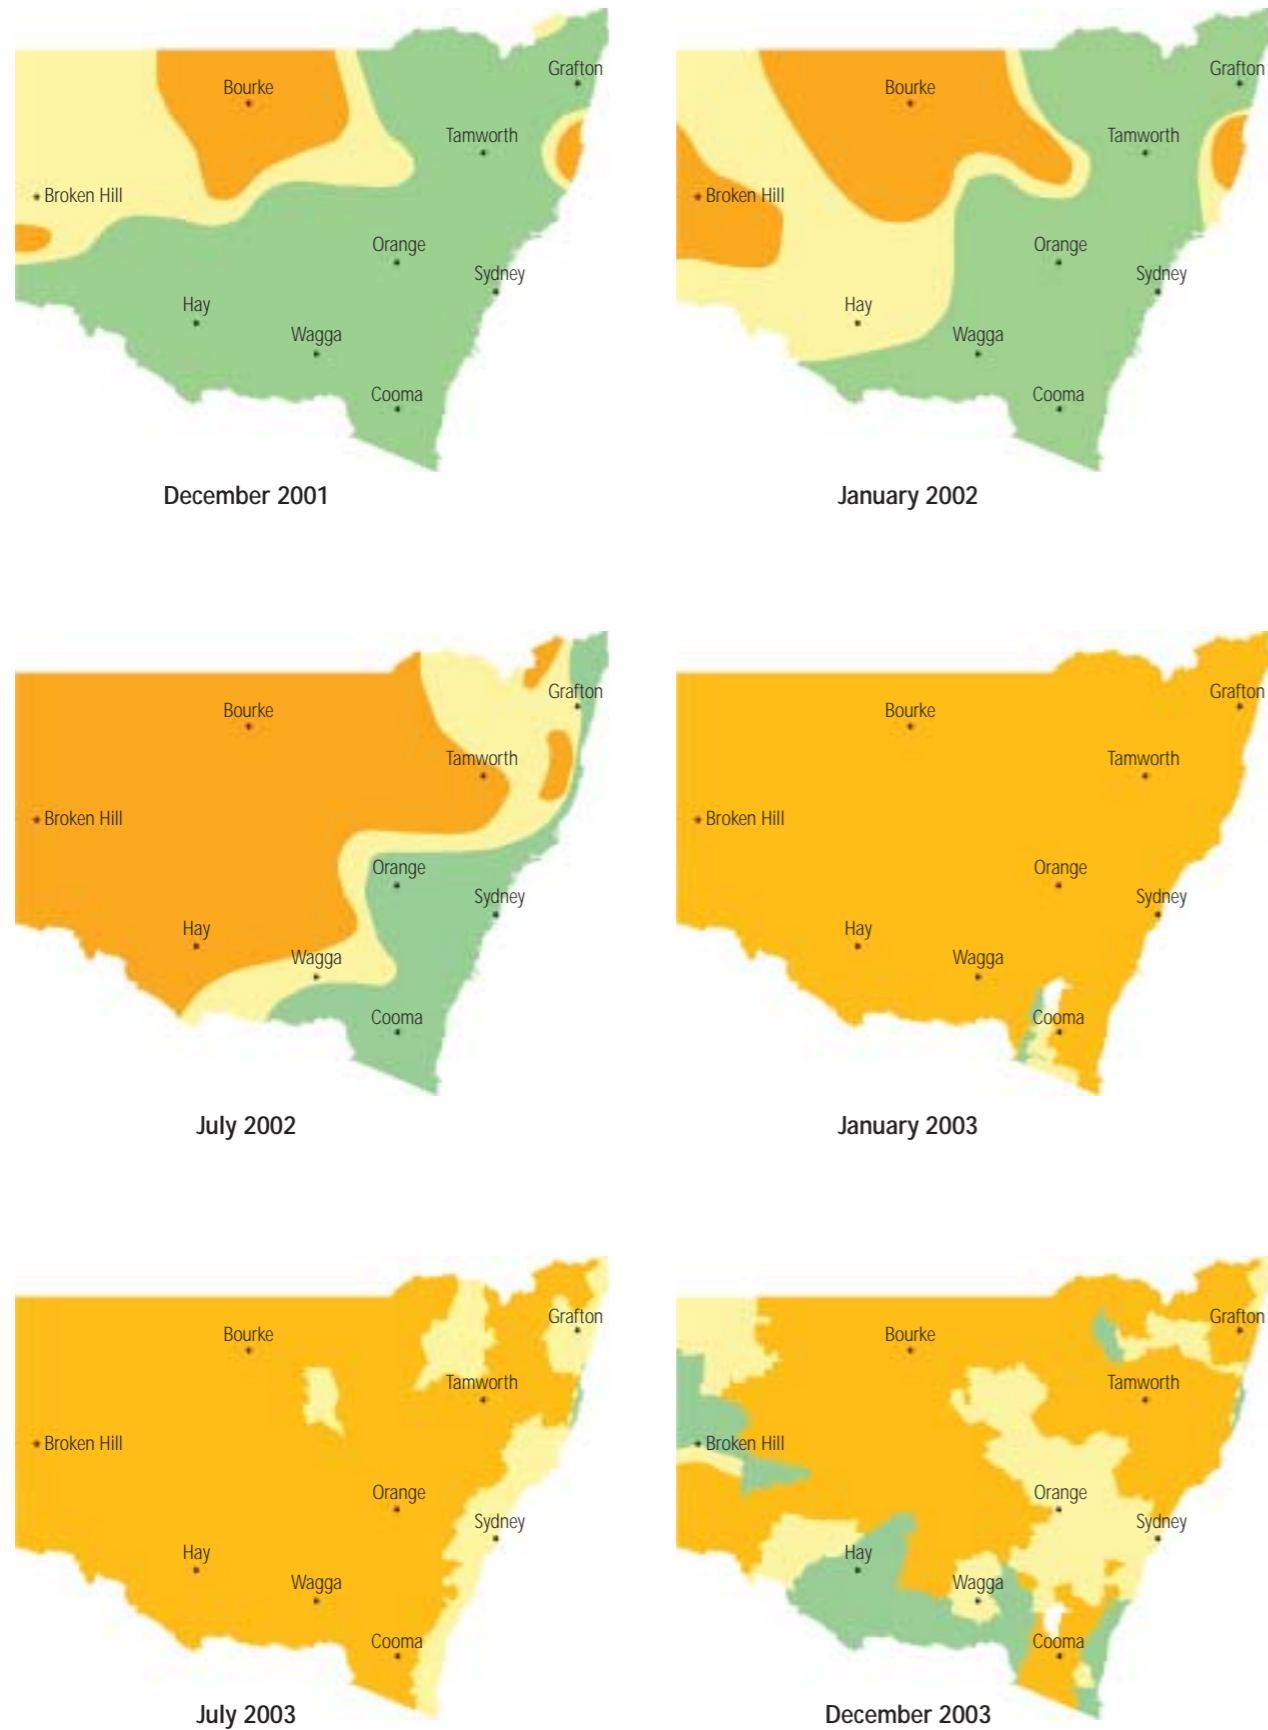 Grafton
Bourke
Tamworth
Broken Hill
Orange
Sydney
Hay
Wagga
Cooma
December 2001
Grafton
Bourke
Tamworth
Broken Hill
Orange
Sydney
Hay
Wagga
Cooma
January 2002
Grafton
Bourke
Tamworth
Broken Hill
Orange
Sydney
Hay
Wagga
Cooma
July 2002
Grafton
Bourke
Tamworth
Broken Hill
Orange
Sydney
Hay
Wagga
Cooma
January 2003
Grafton
Bourke
Tamworth
Broken Hill
Orange
Sydney
Hay
Wagga
Cooma
July 2003
Grafton
Bourke
Tamworth
Broken Hill
Orange
Sydney
Hay
Wagga
Cooma
December 2003